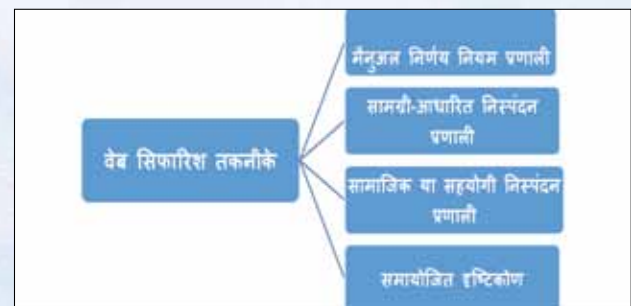 वेब सिफारिश तकनीके
मैनुअल निर्णय नियम प्रणाली
सामग्री-आधारित निस्पंदन
प्रणाली
सामाजिक या सहयोगी निस्पंदन
प्रणाली
समायोजित दृष्टिकोण